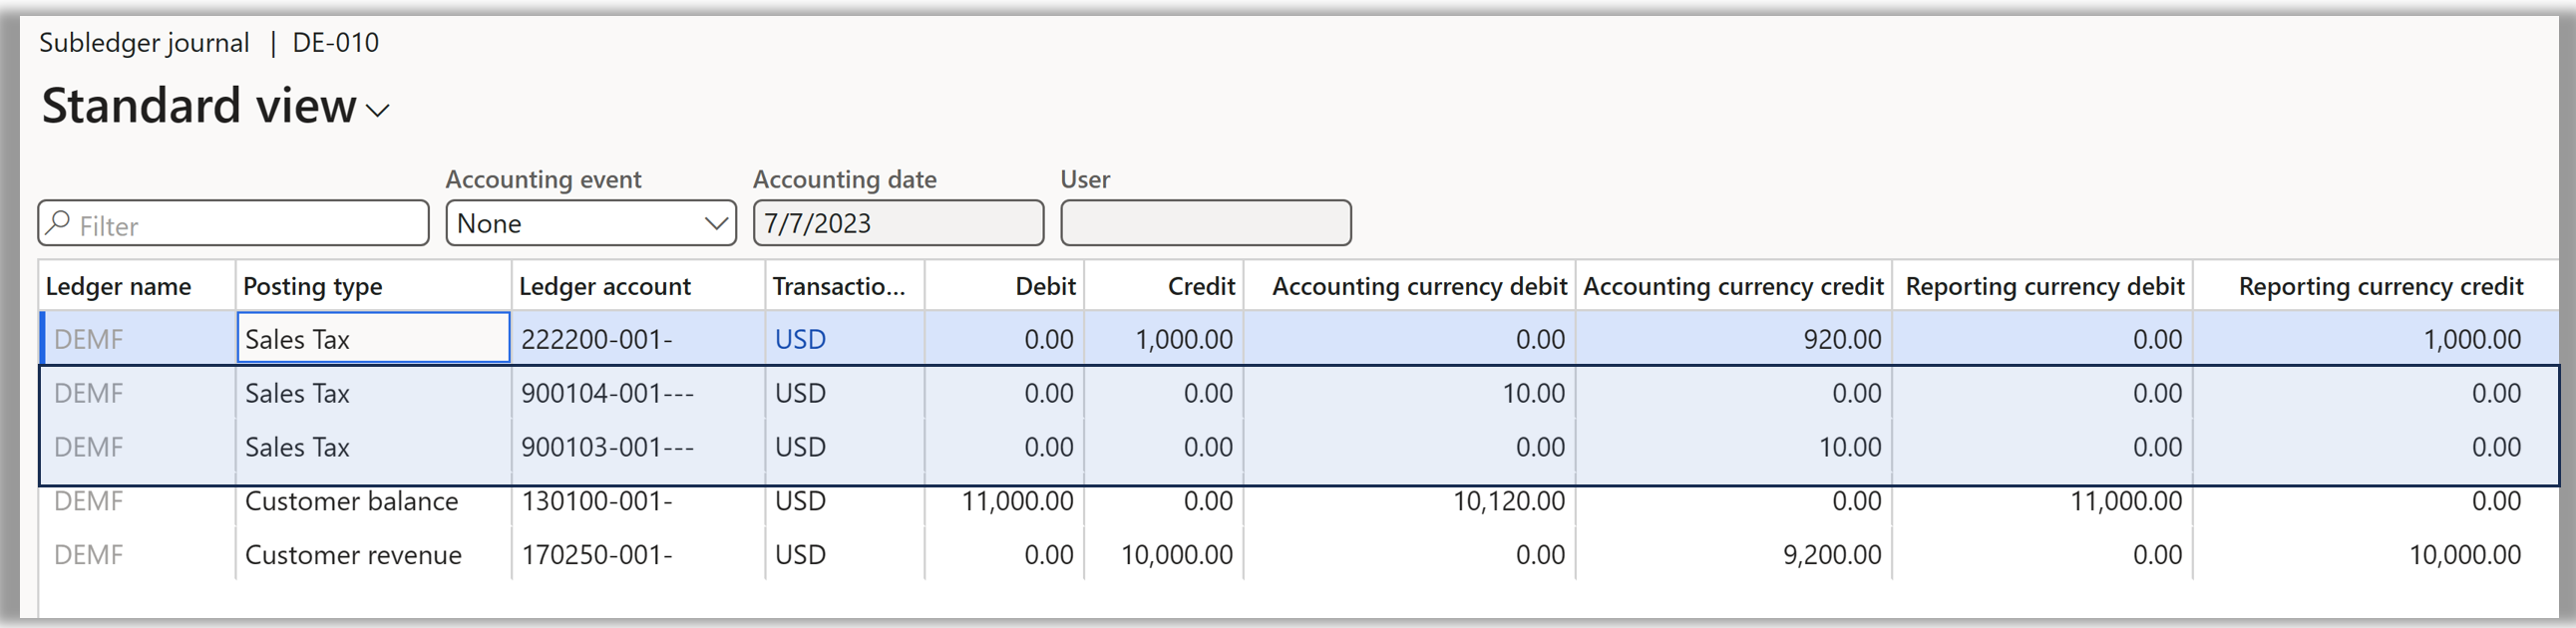 Subledger journal | DE-010
Standard view
Accounting event Accounting date User
Filter None 7/7/2023
Ledger name Posting type Ledger account Transactio... Debit Credit Accounting currency debit Accounting currency credit Reporting currency debit Reporting currency credit
DEMF Sales Tax 222200-001- USD 0.00 1,000.00 0.00 920.00 0.00 1,000.00
DEMF Sales Tax 900104-001--- USD 0.00 0.00 10.00 0.00 0.00 0.00
DEMF Sales Tax 900103-001--- USD 0.00 0.00 0.00 10.00 0.00 0.00
DEMF Customer balance 130100-001- USD 11,000.00 0.00 10,120.00 0.00 11,000.00 0.00
DEMF Customer revenue 170250-001- USD 0.00 10,000.00 0.00 9,200.00 0.00 10,000.00